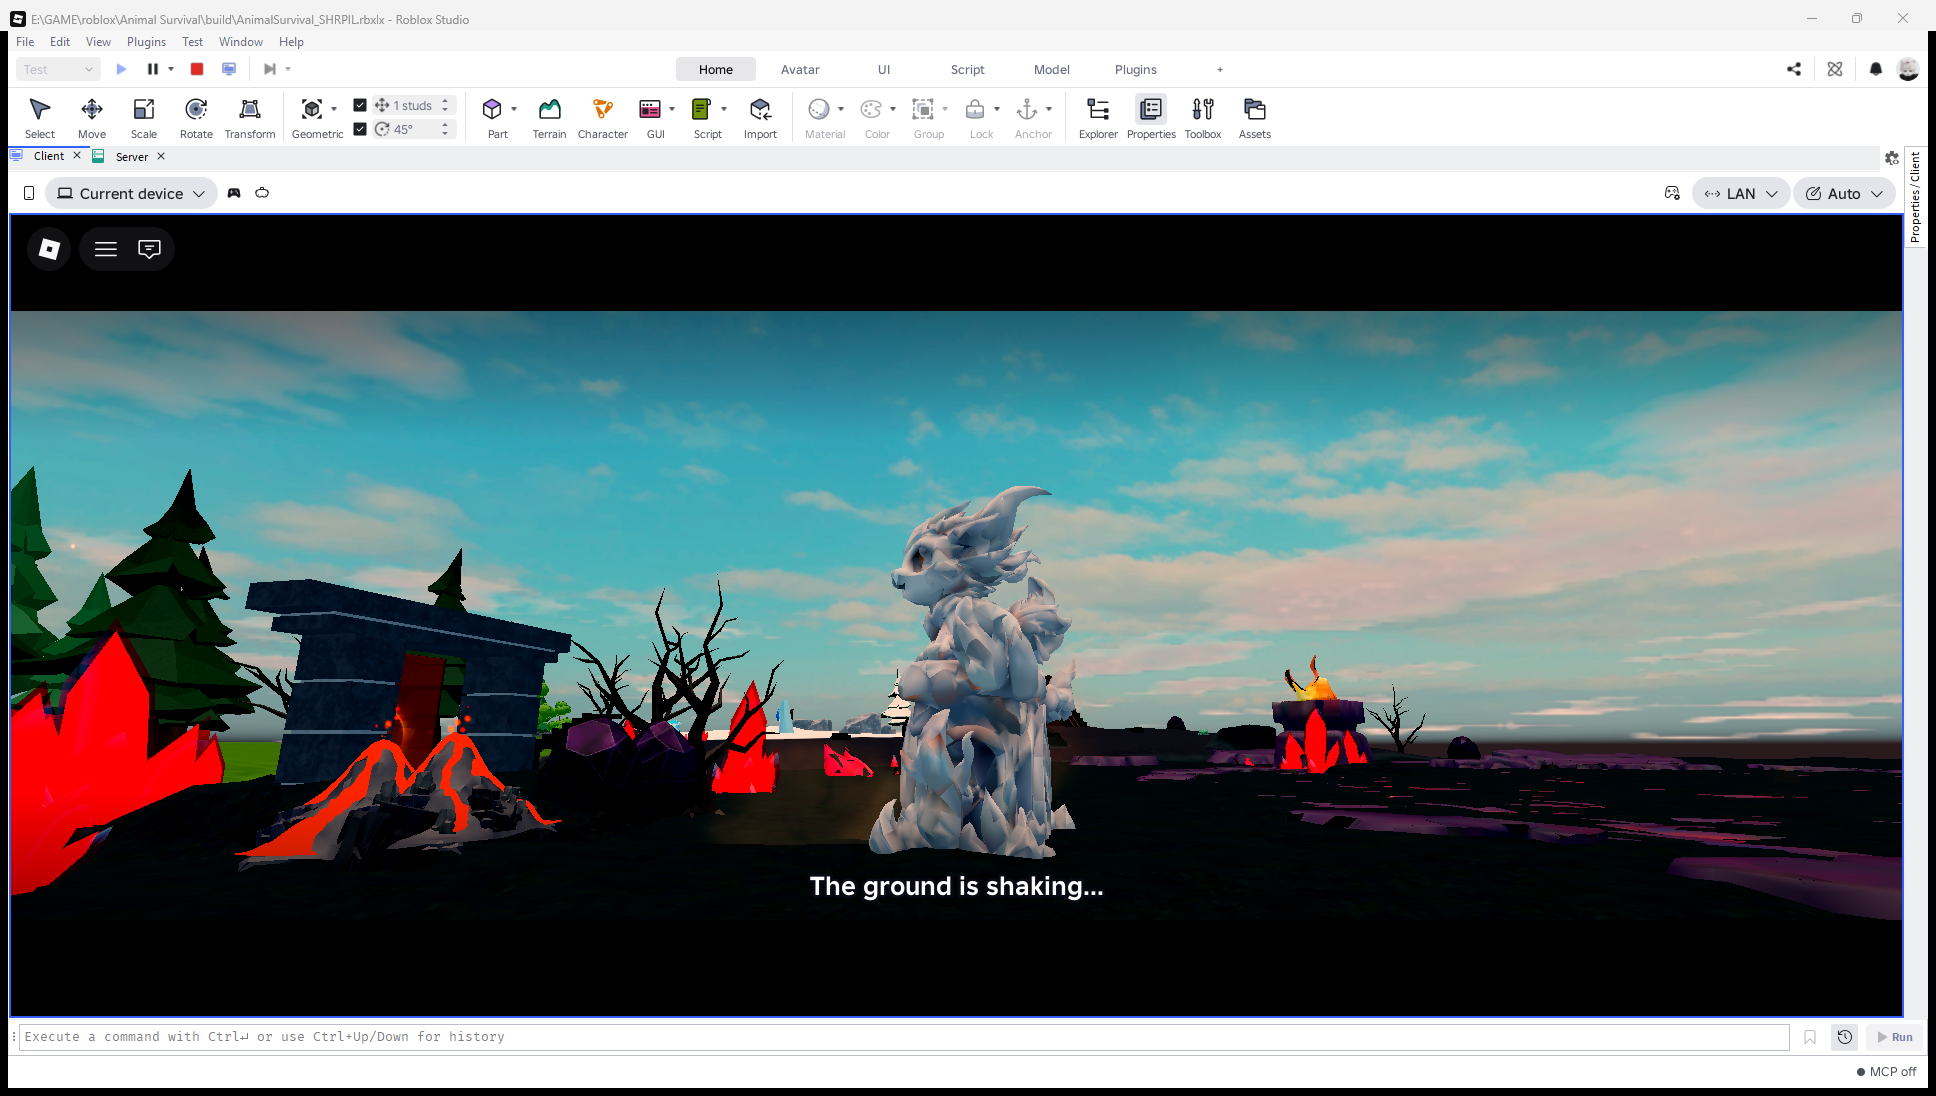 E:\GAME\roblox\Animal Survival\build\AnimalSurvival_SHRPIL.rbxlx - Roblox Studio
File Edit View Plugins Test Window Help
Test Home Avatar UI Script Model Plugins +
1 studs
45°
Select Move Scale Rotate Transform Geometric Part Terrain Character GUI Script Import Material Color Group Lock Anchor Explorer Properties Toolbox Assets
Client Server
Properties / Client
Current device LAN Auto
The ground is shaking...
Execute a command with Ctrl↵ or use Ctrl+Up/Down for history
Run
MCP off